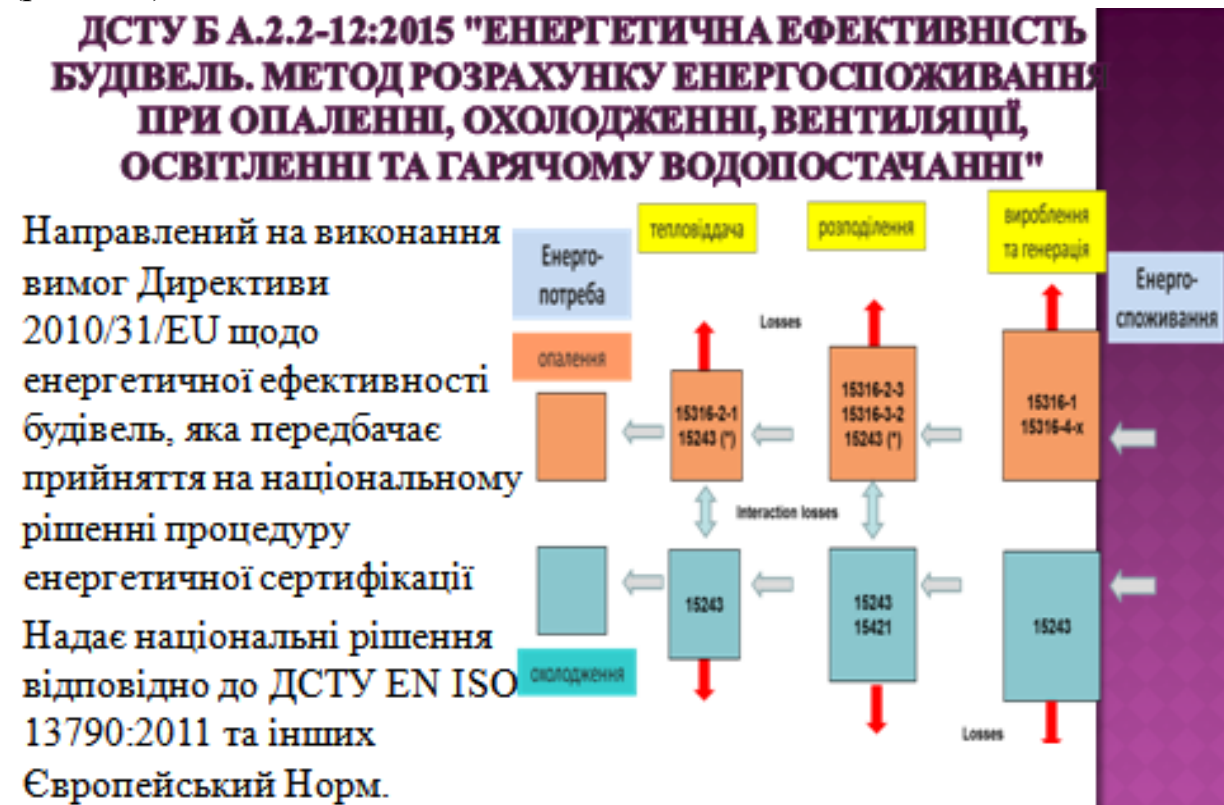 ДСТУ Б А.2.2-12:2015 "ЕНЕРГЕТИЧНА ЕФЕКТИВНІСТЬ
БУДІВЕЛЬ. МЕТОД РОЗРАХУНКУ ЕНЕРГОСПОЖИВАННЯ
ПРИ ОПАЛЕННІ, ОХОЛОДЖЕННІ, ВЕНТИЛЯЦІЇ,
ОСВІТЛЕННІ ТА ГАРЯЧОМУ ВОДОПОСТАЧАННІ"
Направлений на виконання
вимог Директиви
2010/31/EU щодо
енергетичної ефективності
будівель, яка передбачає
прийняття на національному
рішенні процедуру
енергетичної сертифікації
Надає національні рішення
відповідно до ДСТУ EN ISO
13790:2011 та інших
Європейський Норм.
Енерго-
потреба
тепловіддача
розподілення
вироблення
та генерація
Енерго-
споживання
опалення
Losses
15316-2-1
15243 (*)
15316-2-3
15316-3-2
15243 (*)
15316-1
15316-4-x
Interaction losses
15243
15243
15421
15243
охолодження
Losses